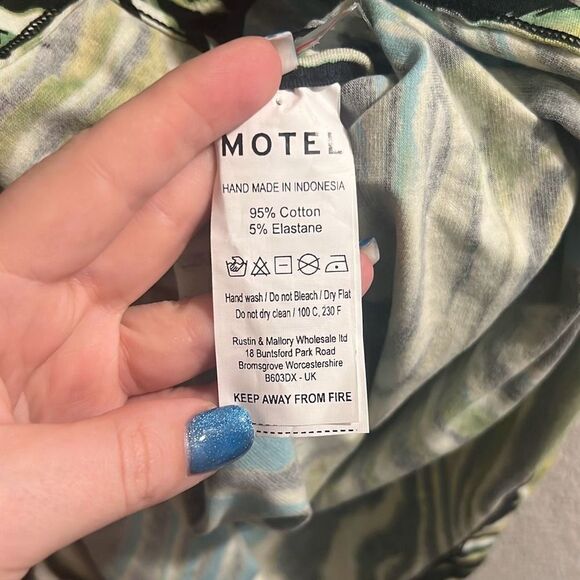 MOTEL
HAND MADE IN INDONESIA
95% Cotton
5% Elastane
Hand wash / Do not Bleach / Dry Flat
Do not dry clean / 100 C, 230 F
Rustin & Mallory Wholesale ltd
18 Buntsford Park Road
Bromsgrove Worcestershire
B603DX - UK
KEEP AWAY FROM FIRE